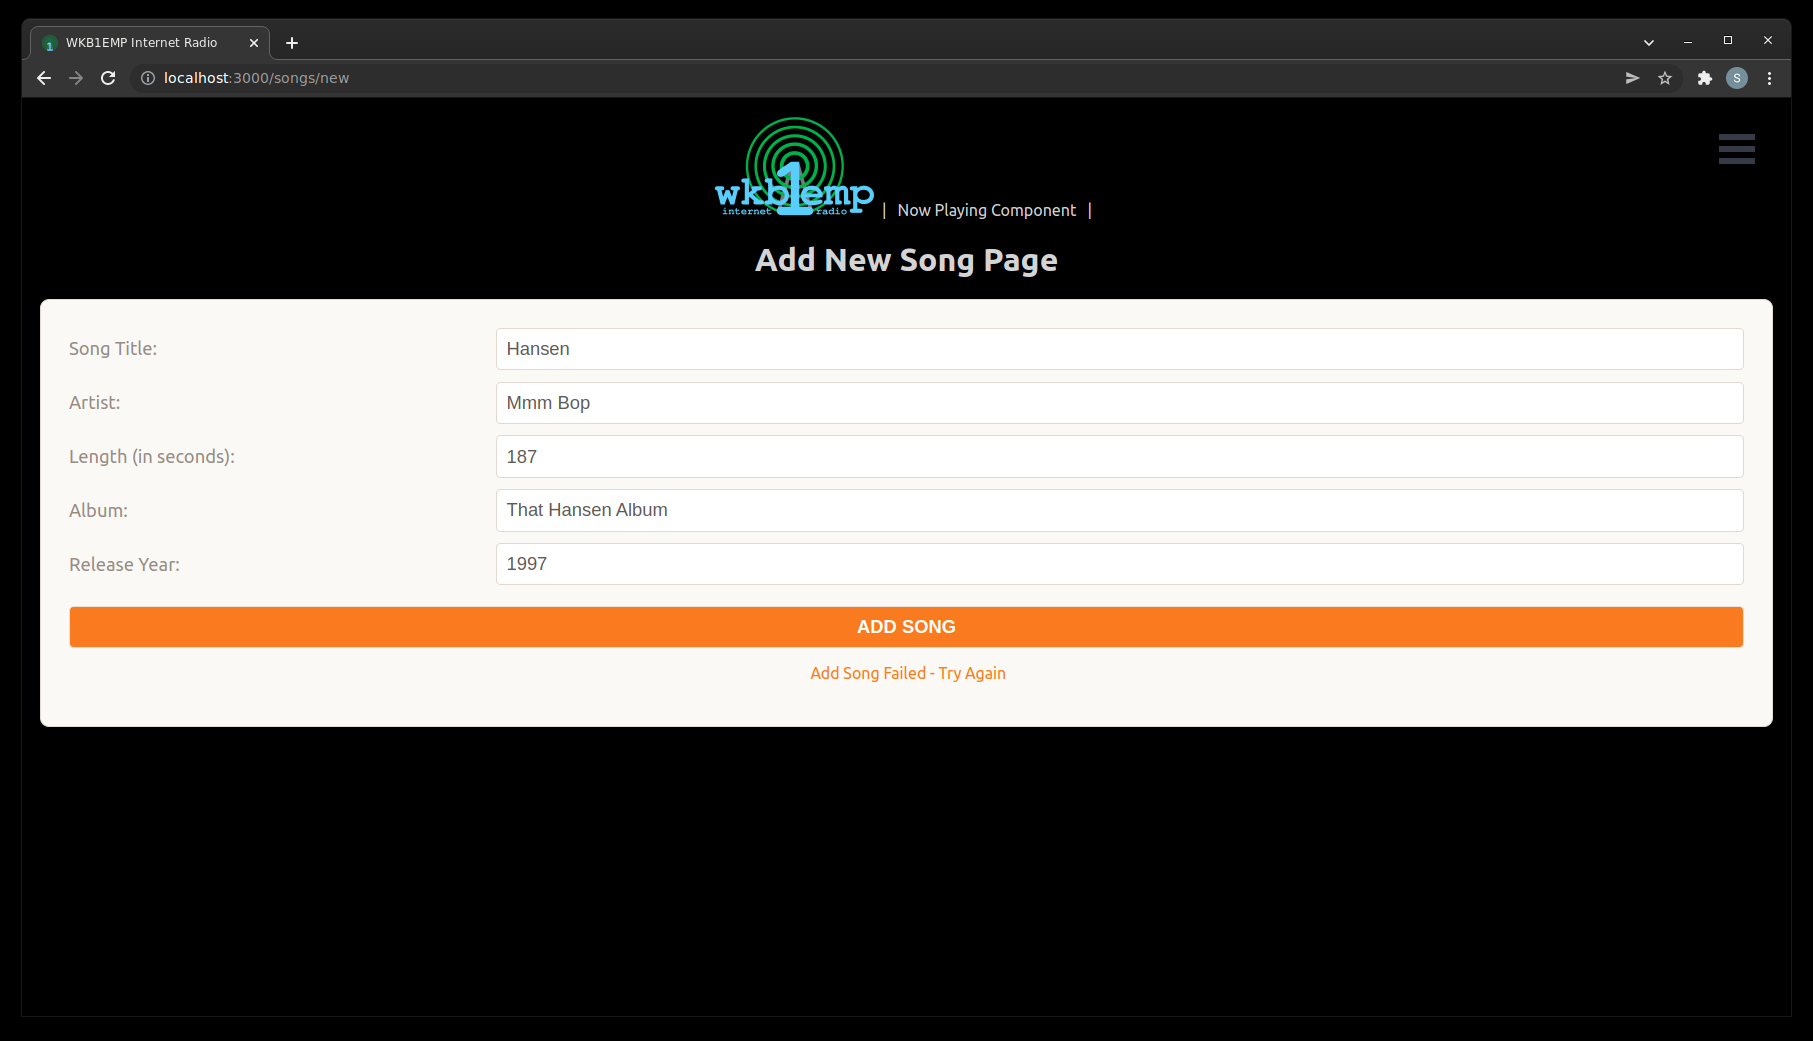 WKB1EMP Internet Radio
localhost:3000/songs/new
S
wkb1emp
internet radio
| Now Playing Component |
Add New Song Page
Song Title: Hansen
Artist: Mmm Bop
Length (in seconds): 187
Album: That Hansen Album
Release Year: 1997
ADD SONG
Add Song Failed - Try Again